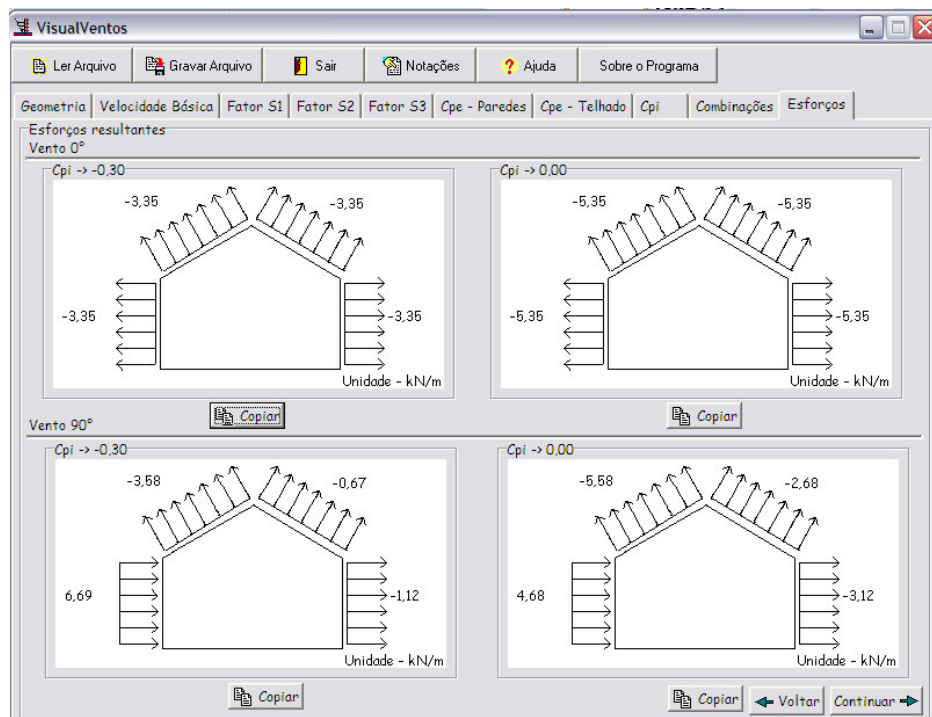 VisualVentos
Ler Arquivo Gravar Arquivo Sair Notações Ajuda Sobre o Programa
Geometria Velocidade Básica Fator S1 Fator S2 Fator S3 Cpe - Paredes Cpe - Telhado Cpi Combinações Esforços
Esforços resultantes
Vento 0°
Cpi -> -0,30
-3,35 -3,35
-3,35 -3,35
Unidade - kN/m
Copiar
Cpi -> 0,00
-5,35 -5,35
-5,35 -5,35
Unidade - kN/m
Copiar
Vento 90°
Cpi -> -0,30
-3,58 -0,67
6,69 -1,12
Unidade - kN/m
Copiar
Cpi -> 0,00
-5,58 -2,68
4,68 -3,12
Unidade - kN/m
Copiar Voltar Continuar